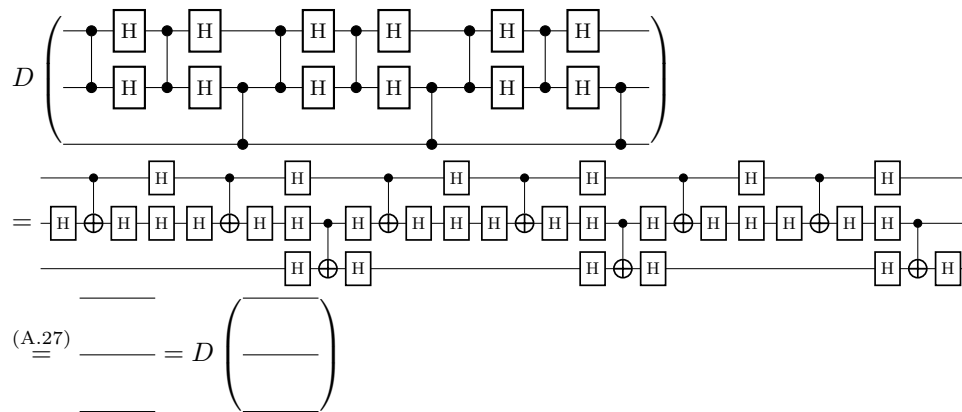 H H H H H H
D ( H H H H H H )
H H H H H H
= H H H H H H H H H H H H H H H H H H
H H H H H H
(A.27)
= = D ( )